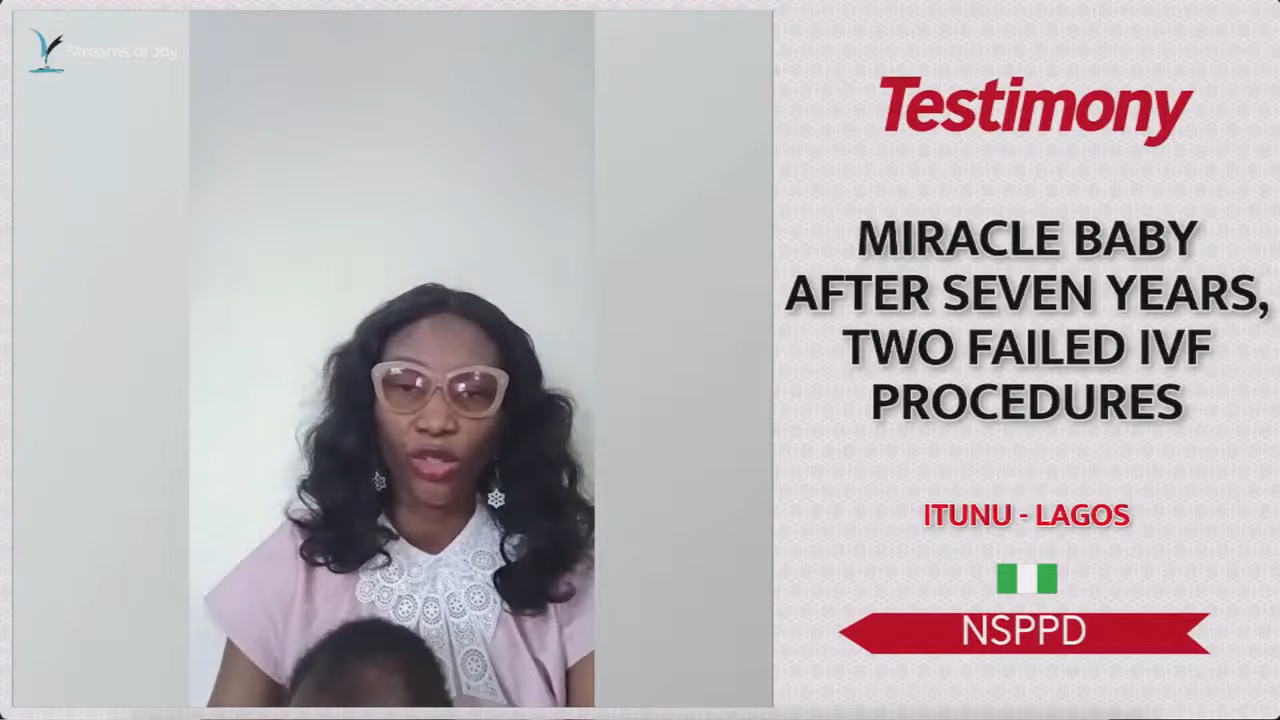 Streams of Joy
Testimony
MIRACLE BABY
AFTER SEVEN YEARS,
TWO FAILED IVF
PROCEDURES
ITUNU - LAGOS
NSPPD